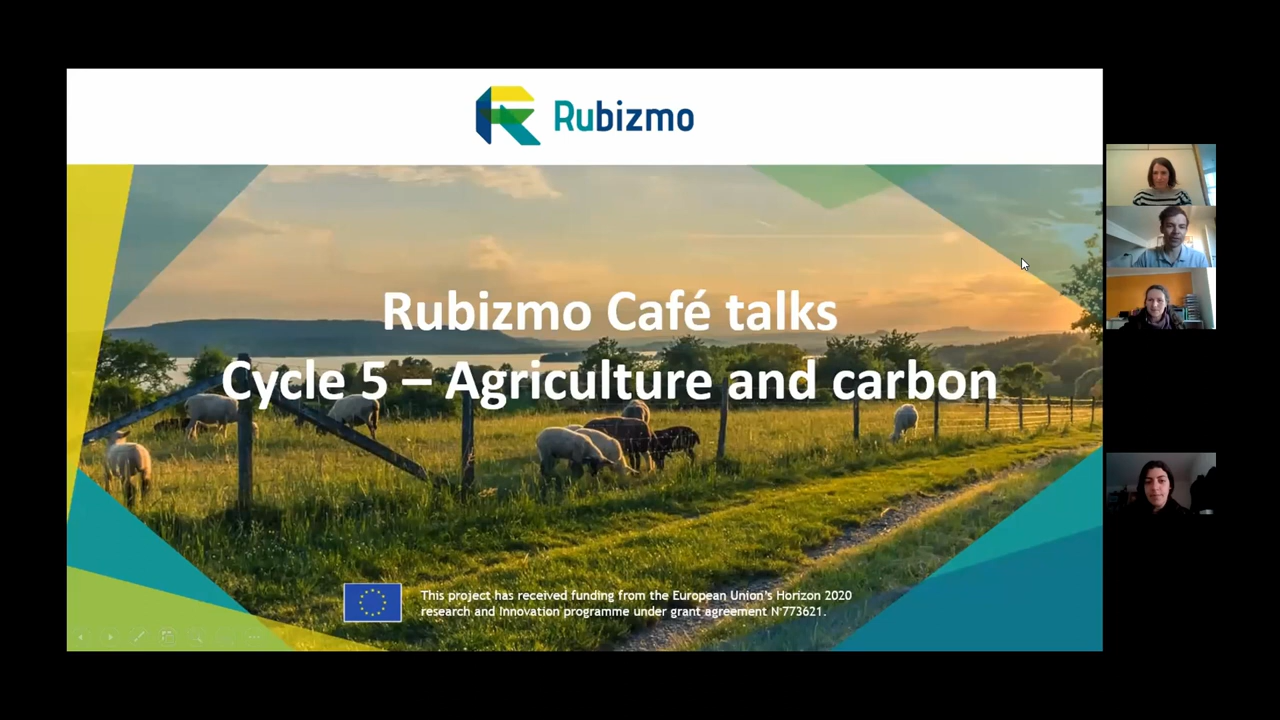 Rubizmo
Rubizmo Café talks
Cycle 5 – Agriculture and carbon
This project has received funding from the European Union's Horizon 2020
research and Innovation programme under grant agreement N°773621.